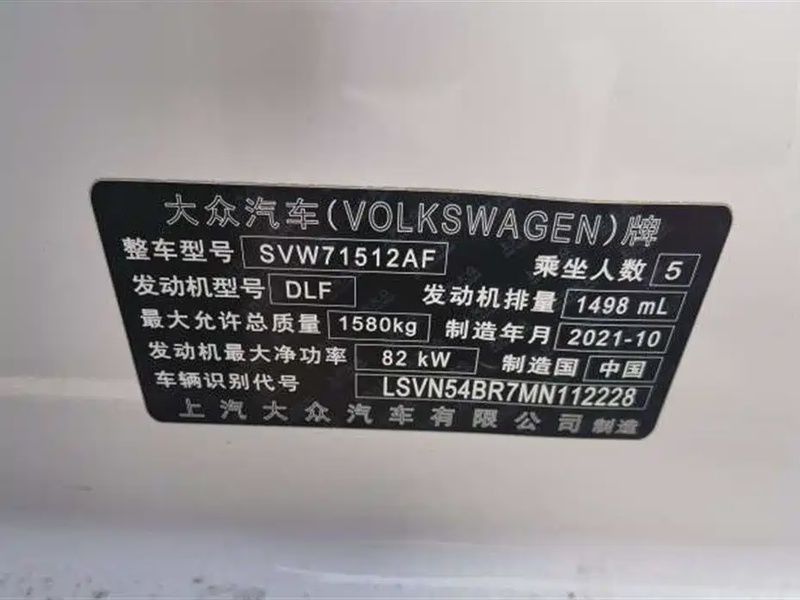 大众汽车(VOLKSWAGEN)牌
整车型号 SVW71512AF 乘坐人数 5
发动机型号 DLF 发动机排量 1498 mL
最大允许总质量 1580kg 制造年月 2021-10
发动机最大净功率 82 kW 制造国 中国
车辆识别代号 LSVN54BR7MN112228
上汽大众汽车有限公司 制造